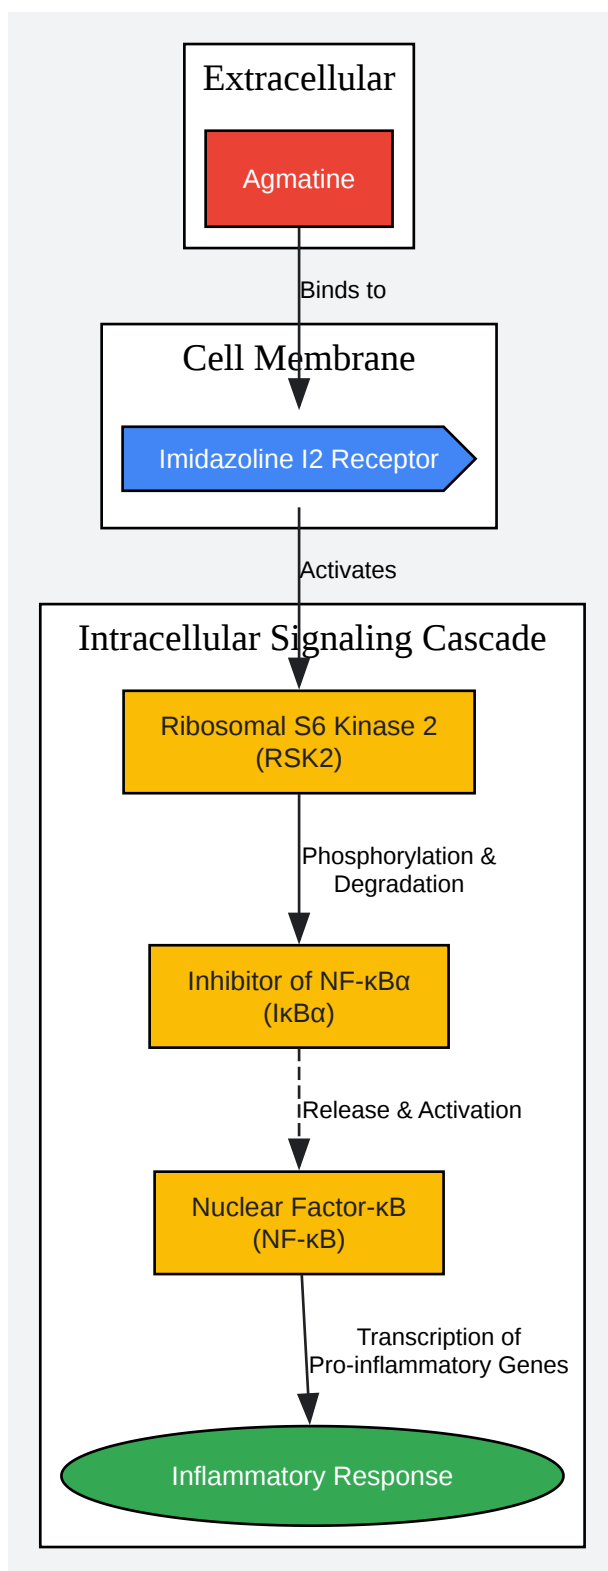 Extracellular
Agmatine
Binds to
Cell Membrane
Imidazoline I2 Receptor
Activates
Intracellular Signaling Cascade
Ribosomal S6 Kinase 2
(RSK2)
Phosphorylation &
Degradation
Inhibitor of NF-κBα
(IκBα)
Release & Activation
Nuclear Factor-κB
(NF-κB)
Transcription of
Pro-inflammatory Genes
Inflammatory Response